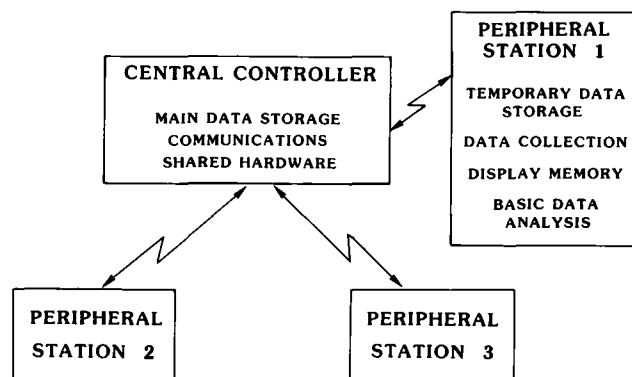 CENTRAL CONTROLLER
MAIN DATA STORAGE
COMMUNICATIONS
SHARED HARDWARE
PERIPHERAL
STATION 1
TEMPORARY DATA
STORAGE
DATA COLLECTION
DISPLAY MEMORY
BASIC DATA
ANALYSIS
PERIPHERAL
STATION 2
PERIPHERAL
STATION 3